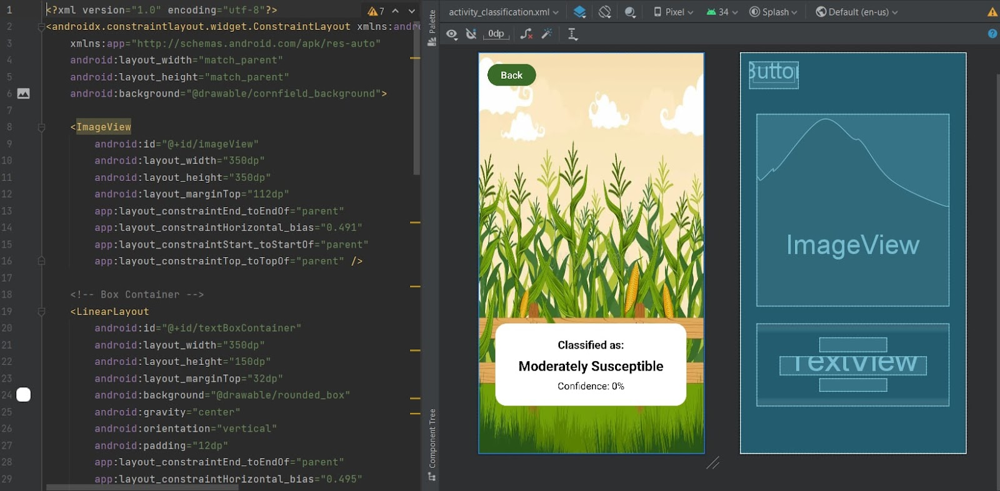 1 <?xml version="1.0" encoding="utf-8"?>
7
2 <androidx.constraintlayout.widget.ConstraintLayout xmlns:andro
3 xmlns:app="http://schemas.android.com/apk/res-auto"
4 android:layout_width="match_parent"
5 android:layout_height="match_parent"
6 android:background="@drawable/cornfield_background">
7
8 <ImageView
9 android:id="@+id/imageView"
10 android:layout_width="350dp"
11 android:layout_height="350dp"
12 android:layout_marginTop="112dp"
13 app:layout_constraintEnd_toEndOf="parent"
14 app:layout_constraintHorizontal_bias="0.491"
15 app:layout_constraintStart_toStartOf="parent"
16 app:layout_constraintTop_toTopOf="parent" />
17
18 <!-- Box Container -->
19 <LinearLayout
20 android:id="@+id/textBoxContainer"
21 android:layout_width="350dp"
22 android:layout_height="150dp"
23 android:layout_marginTop="32dp"
24 android:background="@drawable/rounded_box"
25 android:gravity="center"
26 android:orientation="vertical"
27 android:padding="12dp"
28 app:layout_constraintEnd_toEndOf="parent"
29 app:layout_constraintHorizontal_bias="0.495"
Palette
Component Tree
activity_classification.xml Pixel 34 Splash Default (en-us)
0dp
Back
Classified as:
Moderately Susceptible
Confidence: 0%
Button
ImageView
TextView